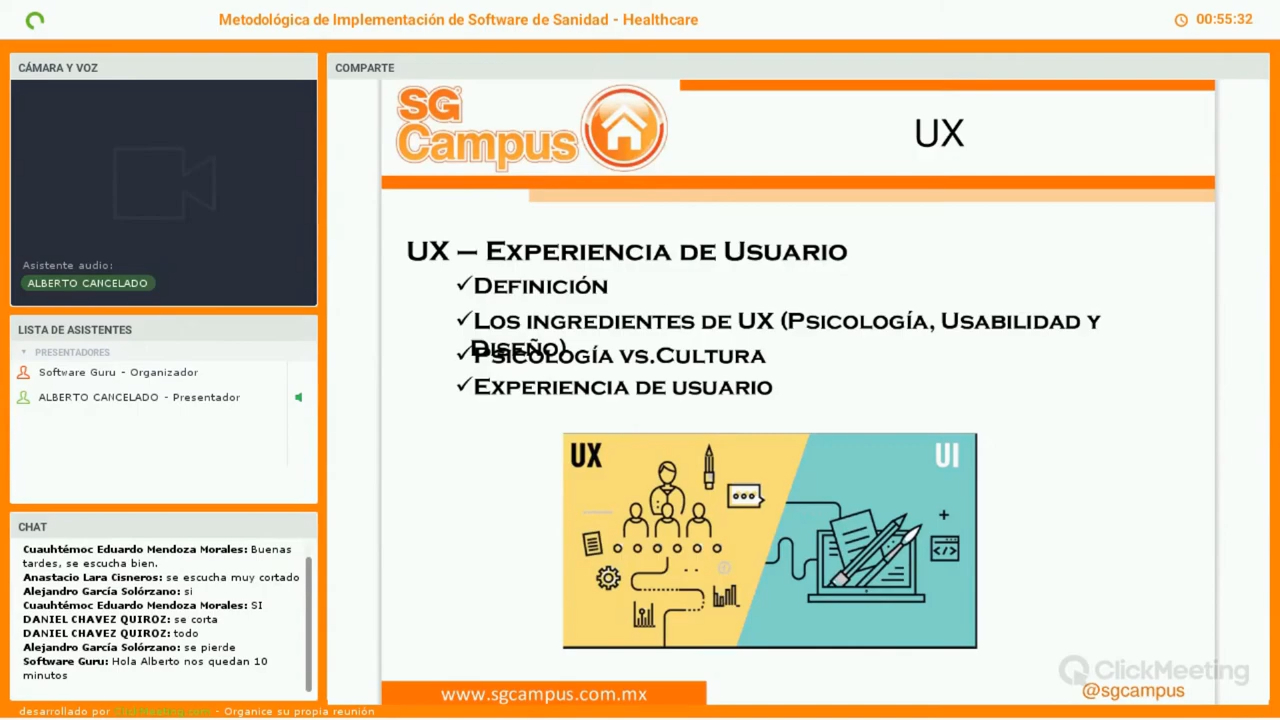 Metodológica de Implementación de Software de Sanidad - Healthcare
00:55:32
CÁMARA Y VOZ
Asistente audio:
ALBERTO CANCELADO
LISTA DE ASISTENTES
PRESENTADORES
Software Guru - Organizador
ALBERTO CANCELADO - Presentador
CHAT
Cuauhtémoc Eduardo Mendoza Morales: Buenas
tardes, se escucha bien.
Anastacio Lara Cisneros: se escucha muy cortado
Alejandro García Solórzano: si
Cuauhtémoc Eduardo Mendoza Morales: SI
DANIEL CHAVEZ QUIROZ: se corta
DANIEL CHAVEZ QUIROZ: todo
Alejandro García Solórzano: se pierde
Software Guru: Hola Alberto nos quedan 10
minutos
COMPARTE
SG
Campus
UX
UX – Experiencia de Usuario
✓Definición
✓Los ingredientes de UX (Psicología, Usabilidad y
Diseño)
✓Psicología vs.Cultura
✓Experiencia de usuario
UX
UI
</>
www.sgcampus.com.mx
ClickMeeting
@sgcampus
desarrollado por ClickMeeting.com - Organice su propia reunión